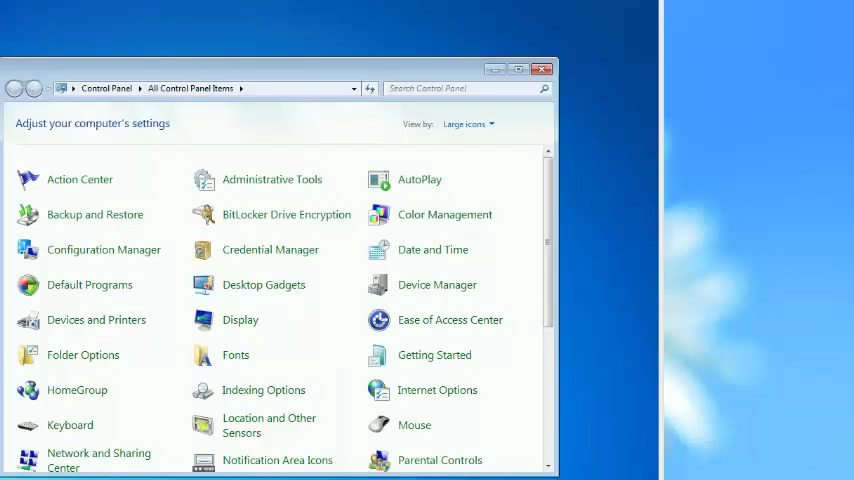 Control Panel All Control Panel Items Search Control Panel
Adjust your computer's settings View by: Large icons
Action Center Administrative Tools AutoPlay
Backup and Restore BitLocker Drive Encryption Color Management
Configuration Manager Credential Manager Date and Time
Default Programs Desktop Gadgets Device Manager
Devices and Printers Display Ease of Access Center
Folder Options Fonts Getting Started
HomeGroup Indexing Options Internet Options
Keyboard Location and Other Sensors Mouse
Network and Sharing Center Notification Area Icons Parental Controls